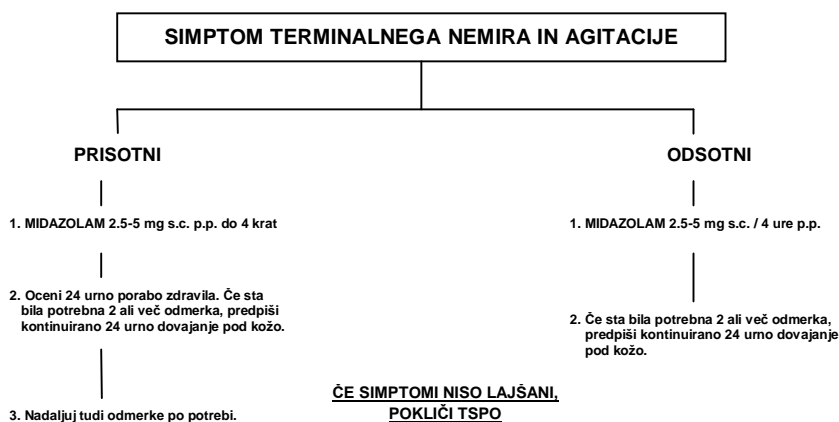 SIMPTOM TERMINALNEGA NEMIRA IN AGITACIJE
PRISOTNI
1. MIDAZOLAM 2.5-5 mg s.c. p.p. do 4 krat
2. Oceni 24 urno porabo zdravila. Če sta
bila potrebna 2 ali več odmerka, predpiši
kontinuirano 24 urno dovajanje pod kožo.
3. Nadaljuj tudi odmerke po potrebi.
ODSOTNI
1. MIDAZOLAM 2.5-5 mg s.c. / 4 ure p.p.
2. Če sta bila potrebna 2 ali več odmerka,
predpiši kontinuirano 24 urno dovajanje
pod kožo.
ČE SIMPTOMI NISO LAJŠANI,
POKLIČI TSPO